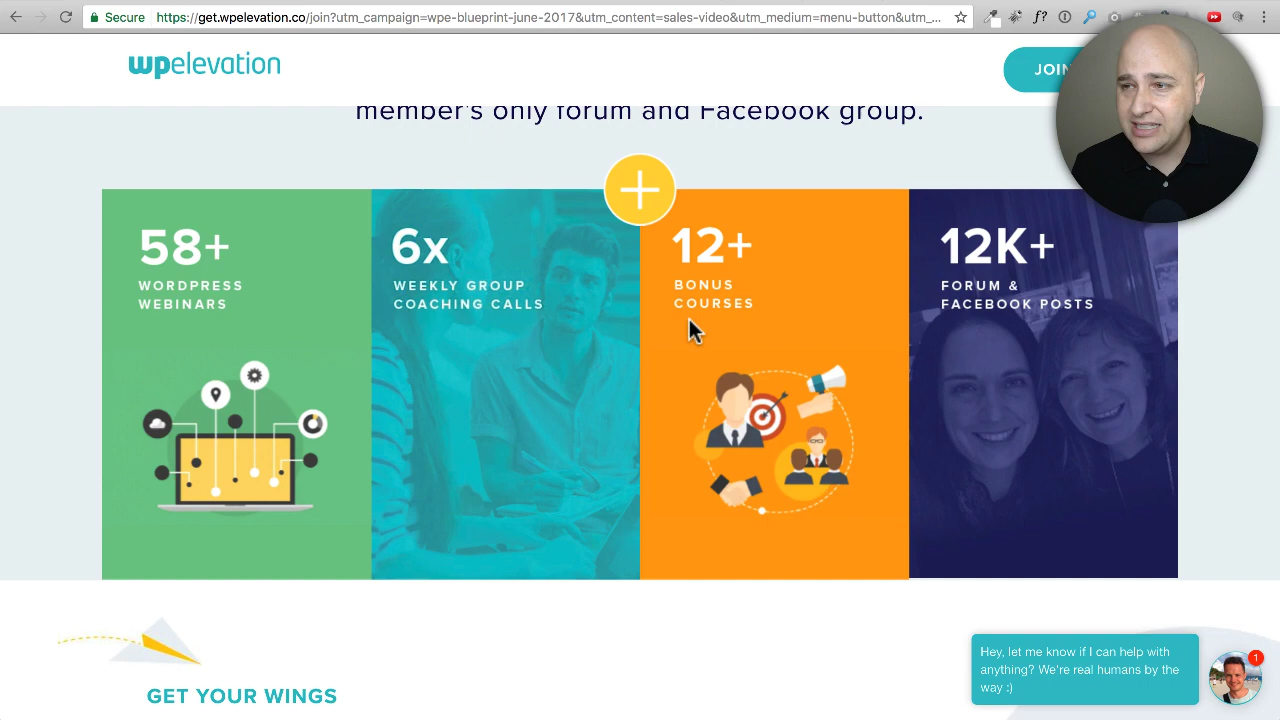 Secure
https://get.wpelevation.co/join?utm_campaign=wpe-blueprint-june-2017&utm_content=sales-video&utm_medium=menu-button&utm_...
wpelevation
JOIN
member's only forum and Facebook group.
58+
WORDPRESS
WEBINARS
6x
WEEKLY GROUP
COACHING CALLS
12+
BONUS
COURSES
12K+
FORUM &
FACEBOOK POSTS
GET YOUR WINGS
Hey, let me know if I can help with
anything? We're real humans by the
way :)
1